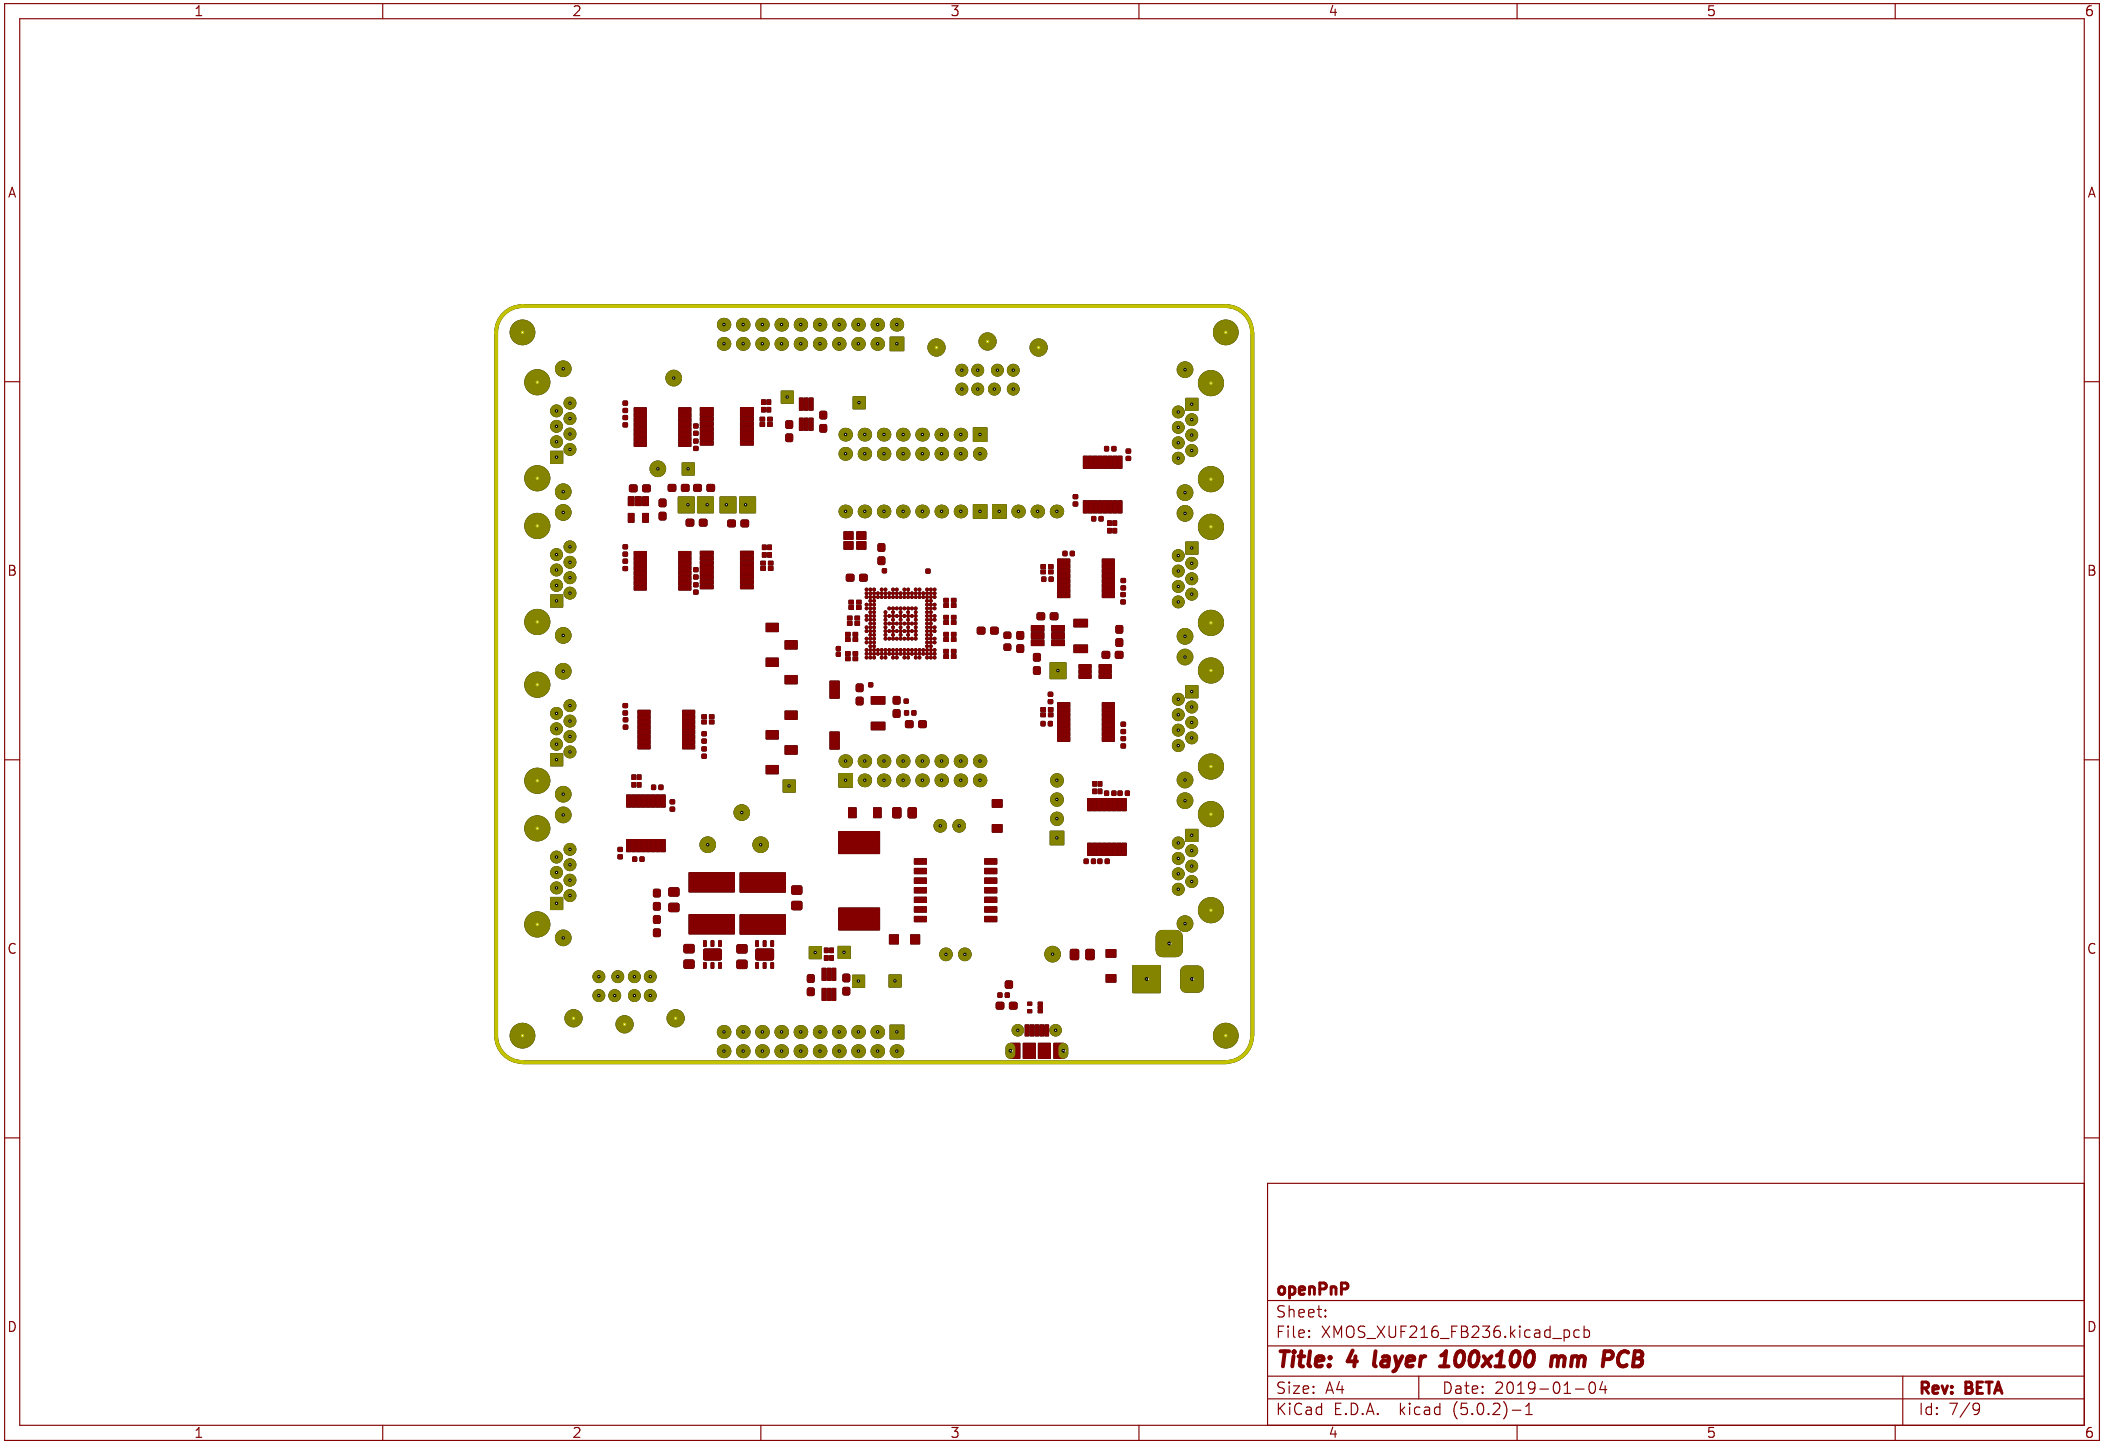 1 2 3 4 5 6
A A
B B
C C
D D
openPnP
Sheet:
File: XMOS_XUF216_FB236.kicad_pcb
Title: 4 layer 100x100 mm PCB
Size: A4 Date: 2019-01-04 Rev: BETA
KiCad E.D.A. kicad (5.0.2)-1 Id: 7/9
1 2 3 4 5 6